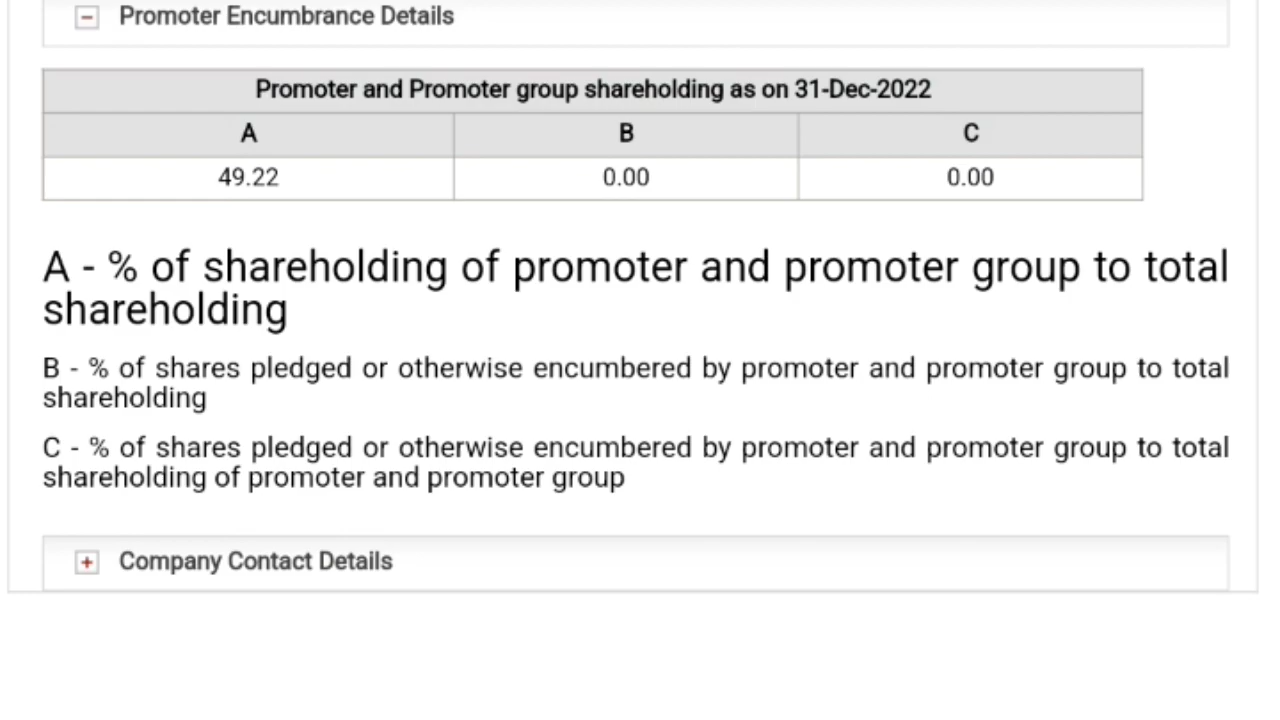 Promoter Encumbrance Details
Promoter and Promoter group shareholding as on 31-Dec-2022
A B C
49.22 0.00 0.00
A - % of shareholding of promoter and promoter group to total
shareholding
B - % of shares pledged or otherwise encumbered by promoter and promoter group to total
shareholding
C - % of shares pledged or otherwise encumbered by promoter and promoter group to total
shareholding of promoter and promoter group
Company Contact Details